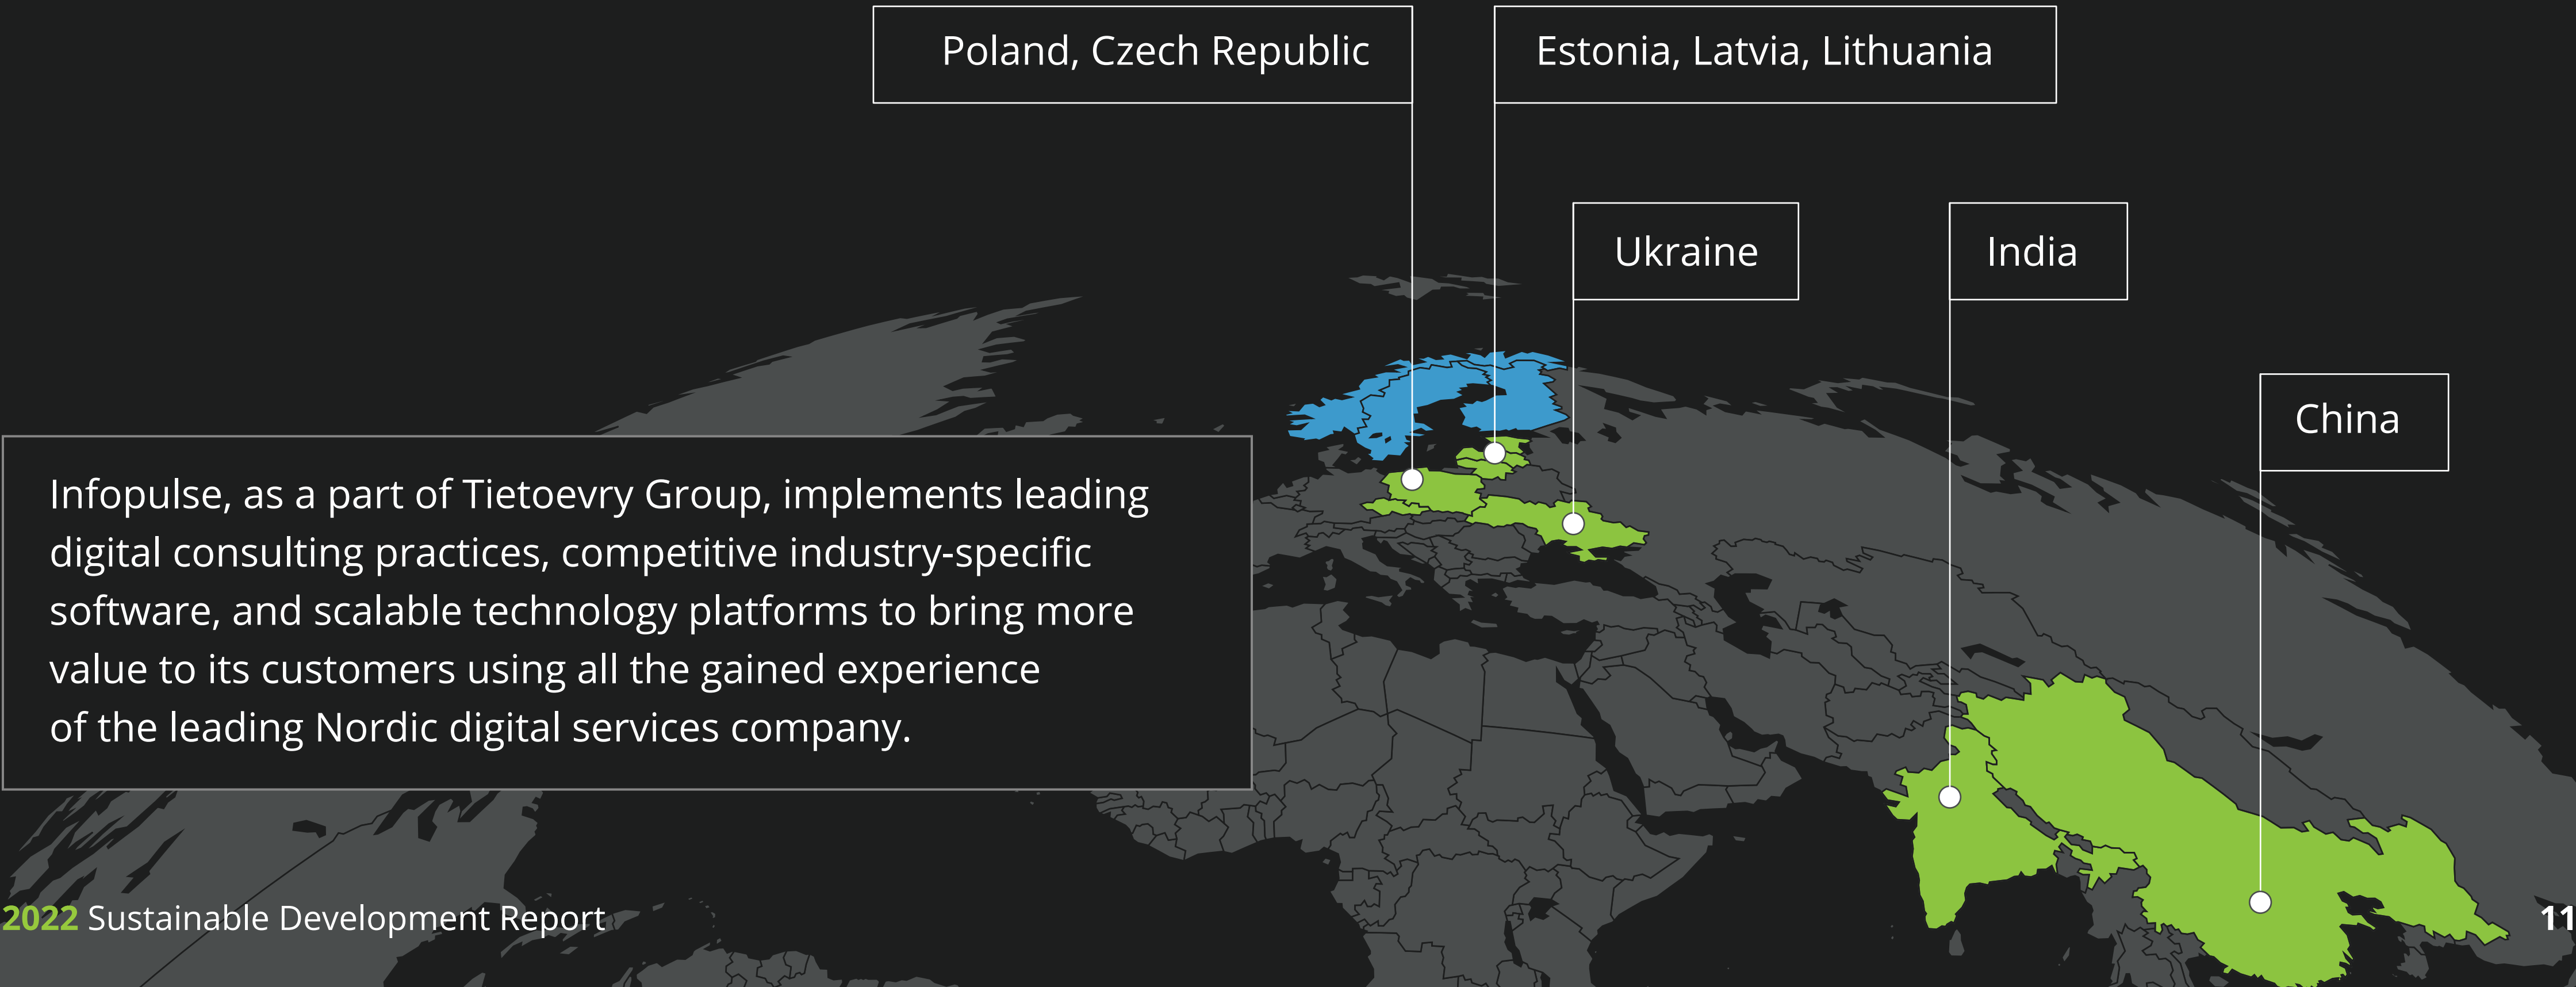 Poland, Czech Republic
Estonia, Latvia, Lithuania
Ukraine
India
China
Infopulse, as a part of Tietoevry Group, implements leading
digital consulting practices, competitive industry-specific
software, and scalable technology platforms to bring more
value to its customers using all the gained experience
of the leading Nordic digital services company.
2022 Sustainable Development Report
11